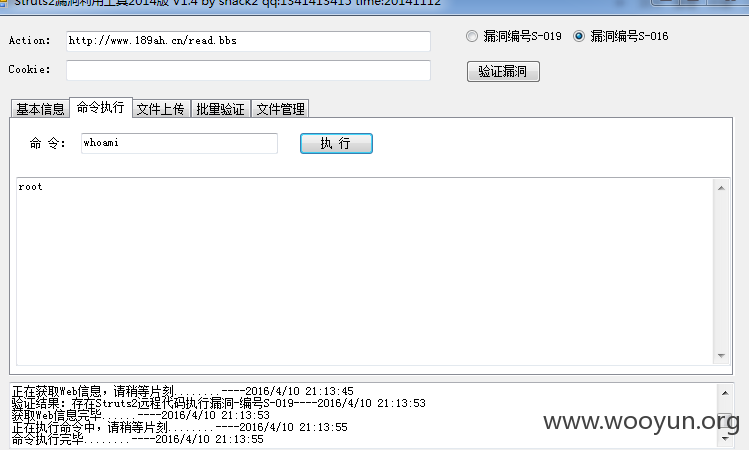 Struts2漏洞利用工具2014版 V1.4 by shack2 qq:1341413415 time:20141112
Action: http://www.189ah.cn/read.bbs 漏洞编号S-019 漏洞编号S-016
Cookie: 验证漏洞
基本信息 命令执行 文件上传 批量验证 文件管理
命 令: whoami 执 行
root
正在获取Web信息，请稍等片刻........----2016/4/10 21:13:45
验证结果：存在Struts2远程代码执行漏洞-编号S-019----2016/4/10 21:13:53
获取Web信息完毕......----2016/4/10 21:13:53
正在执行命令中，请稍等片刻........----2016/4/10 21:13:55
命令执行完毕........----2016/4/10 21:13:55
www.wooyun.org